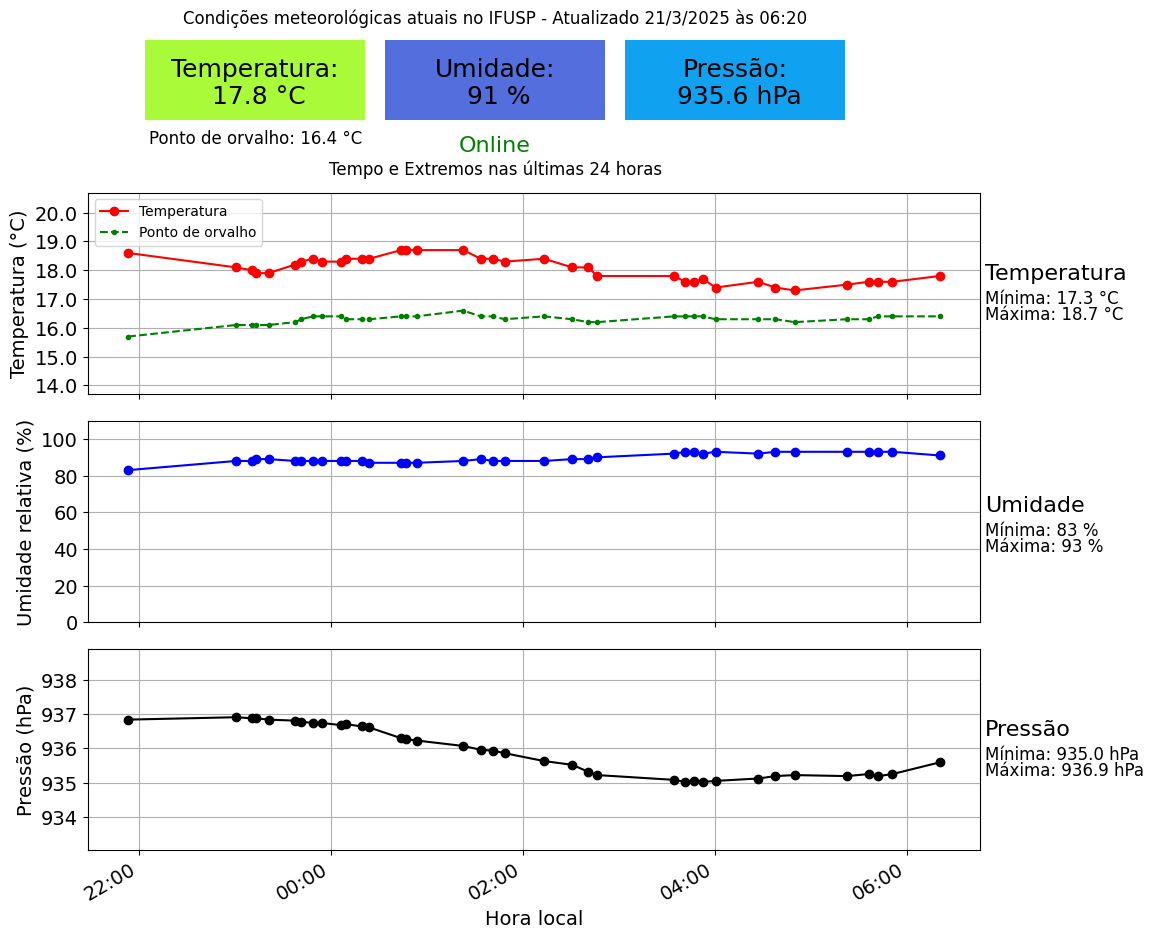 Condições meteorológicas atuais no IFUSP - Atualizado 21/3/2025 às 06:20
Temperatura:
17.8 °C
Umidade:
91 %
Pressão:
935.6 hPa
Ponto de orvalho: 16.4 °C
Online
Tempo e Extremos nas últimas 24 horas
Temperatura (°C)
20.0
19.0
18.0
17.0
16.0
15.0
14.0
Temperatura
Ponto de orvalho
Temperatura
Mínima: 17.3 °C
Máxima: 18.7 °C
Umidade relativa (%)
100
80
60
40
20
0
Umidade
Mínima: 83 %
Máxima: 93 %
Pressão (hPa)
938
937
936
935
934
Pressão
Mínima: 935.0 hPa
Máxima: 936.9 hPa
22:00
00:00
02:00
04:00
06:00
Hora local